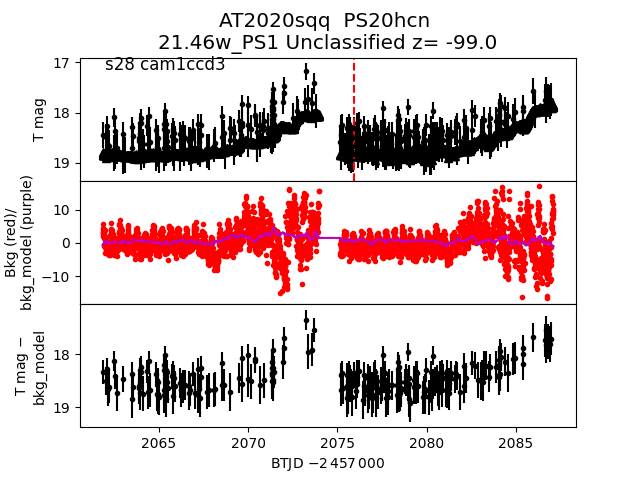 AT2020sqq  PS20hcn
21.46w_PS1 Unclassified z= -99.0
s28 cam1ccd3
17
18
19
T mag
10
0
−10
Bkg (red)/
bkg_model (purple)
18
19
T mag −
bkg_model
2065
2070
2075
2080
2085
BTJD −2 457 000